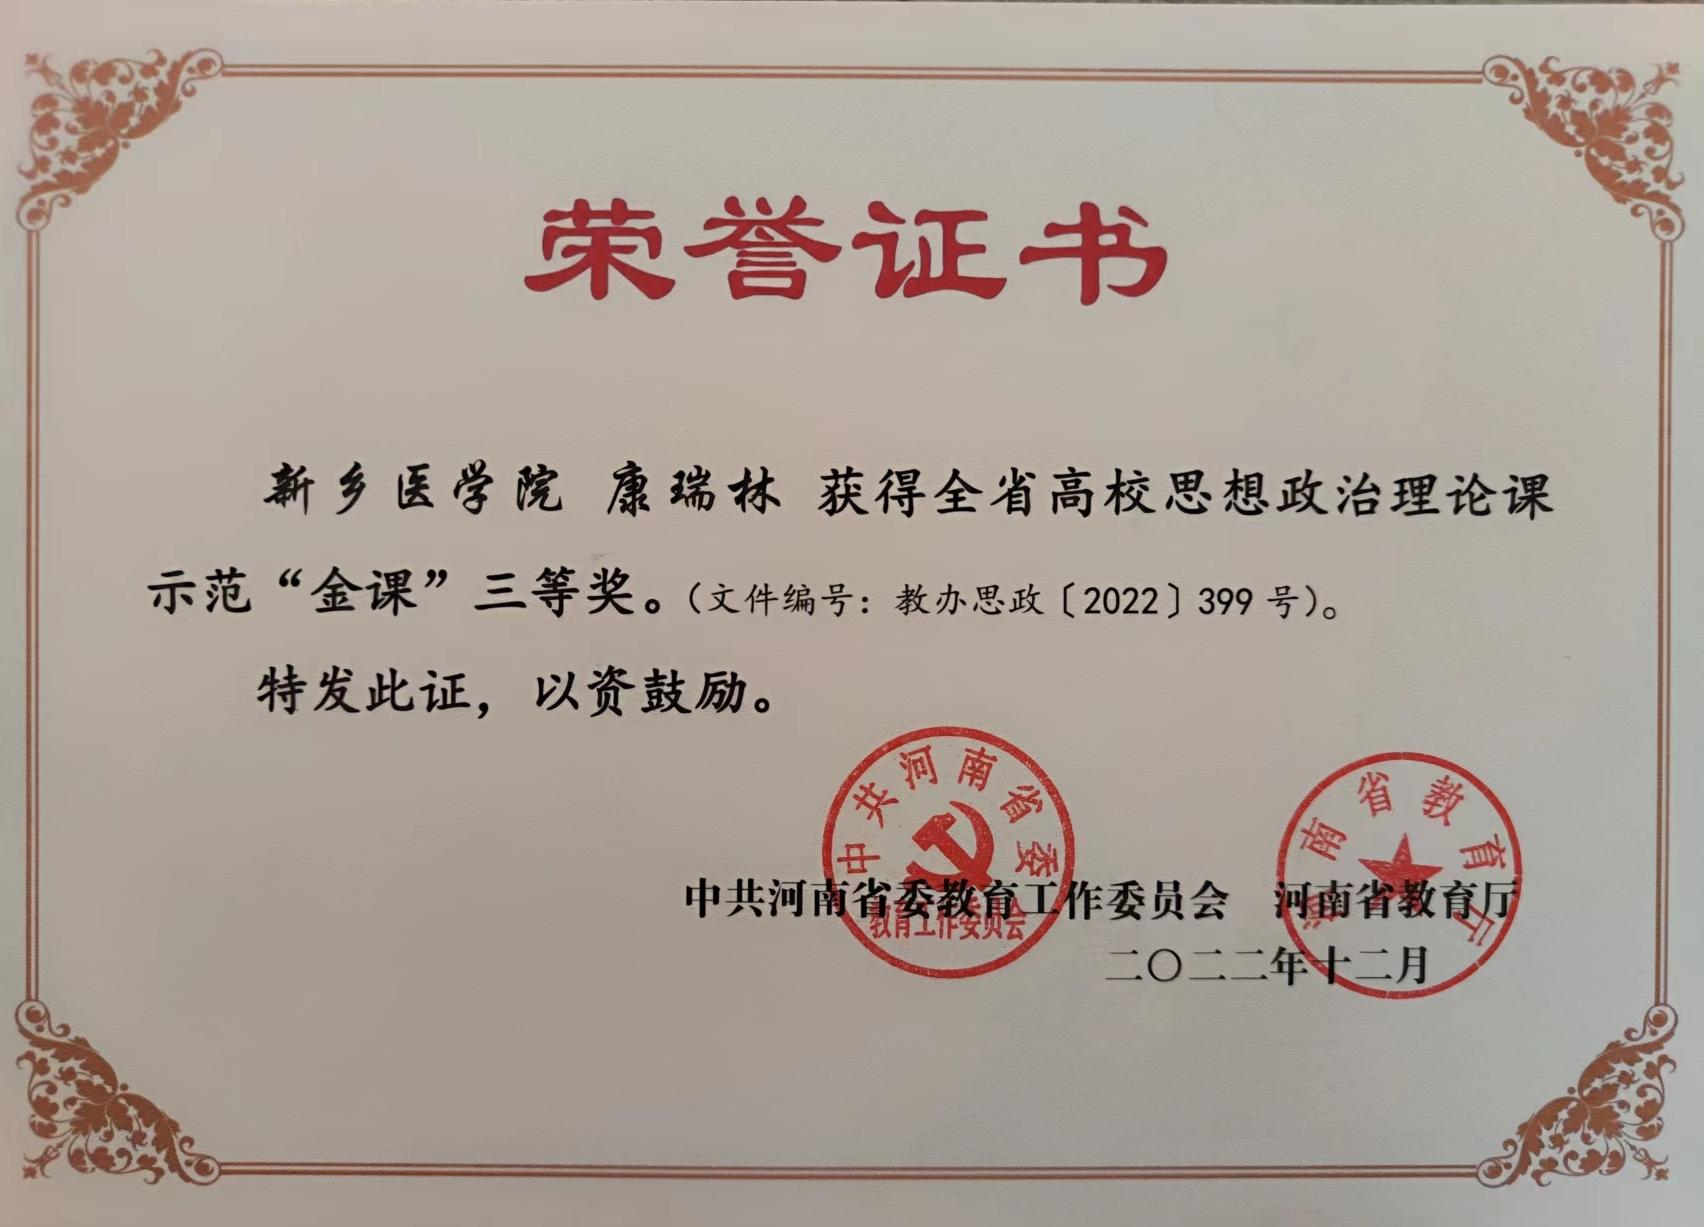 荣誉证书
新乡医学院 康瑞林 获得全省高校思想政治理论课
示范“金课”三等奖。（文件编号：教办思政〔2022〕399号）。
特发此证，以资鼓励。
中共河南省委
教育工作委员会
河南省教育厅
中共河南省委教育工作委员会 河南省教育厅
二〇二二年十二月